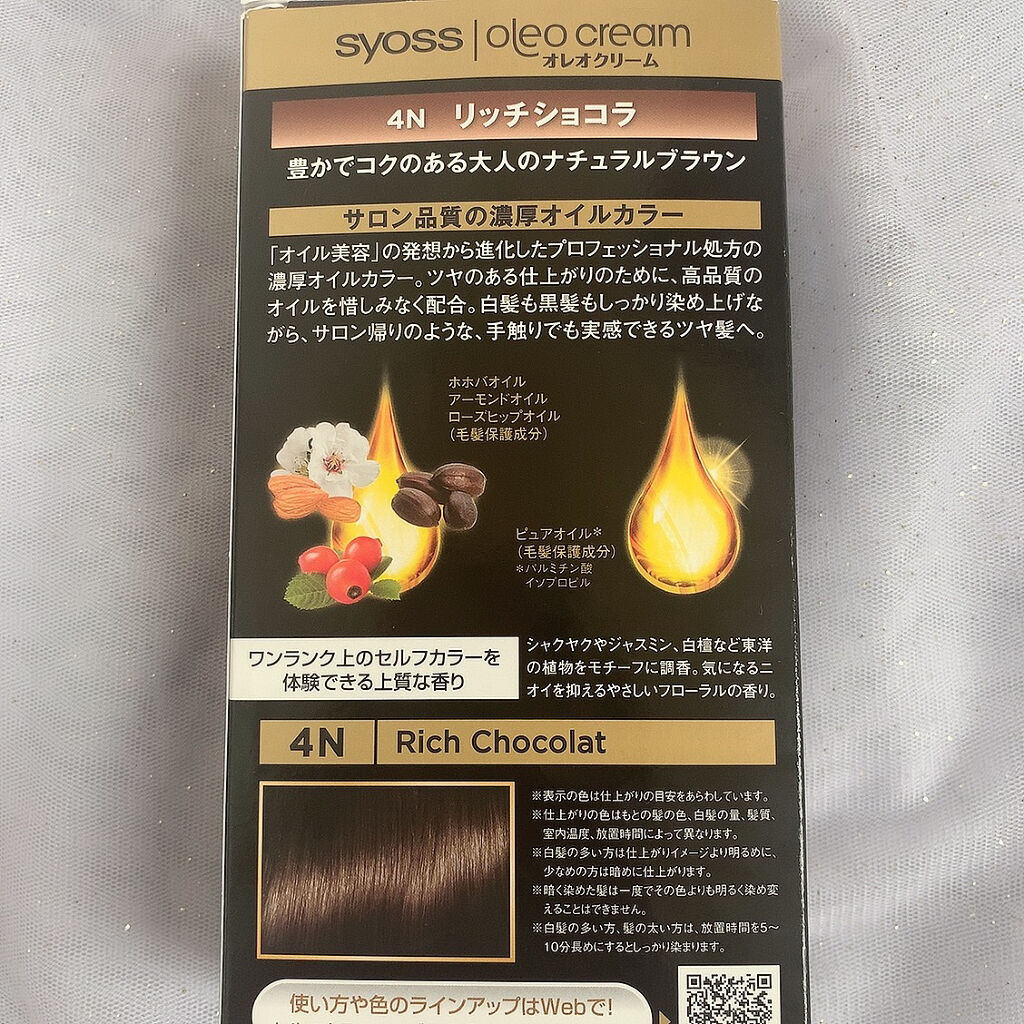 syoss | oleo cream
オレオクリーム
4N リッチショコラ
豊かでコクのある大人のナチュラルブラウン
サロン品質の濃厚オイルカラー
「オイル美容」の発想から進化したプロフェッショナル処方の
濃厚オイルカラー。ツヤのある仕上がりのために、高品質の
オイルを惜しみなく配合。白髪も黒髪もしっかり染め上げな
がら、サロン帰りのような、手触りでも実感できるツヤ髪へ。
ホホバオイル
アーモンドオイル
ローズヒップオイル
(毛髪保護成分)
ピュアオイル*
(毛髪保護成分)
*パルミチン酸
イソプロピル
ワンランク上のセルフカラーを
体験できる上質な香り
シャクヤクやジャスミン、白檀など東洋
の植物をモチーフに調香。気になるニ
オイを抑えるやさしいフローラルの香り。
4N Rich Chocolat
※表示の色は仕上がりの目安をあらわしています。
※仕上がりの色はもとの髪の色、白髪の量、髪質、
室内温度、放置時間によって異なります。
※白髪の多い方は仕上がりイメージより明るめに、
少なめの方は暗めに仕上がります。
※暗く染めた髪は一度でその色よりも明るく染め変
えることはできません。
※白髪の多い方、髪の太い方は、放置時間を5～
10分長めにするとしっかり染まります。
使い方や色のラインアップはWebで!